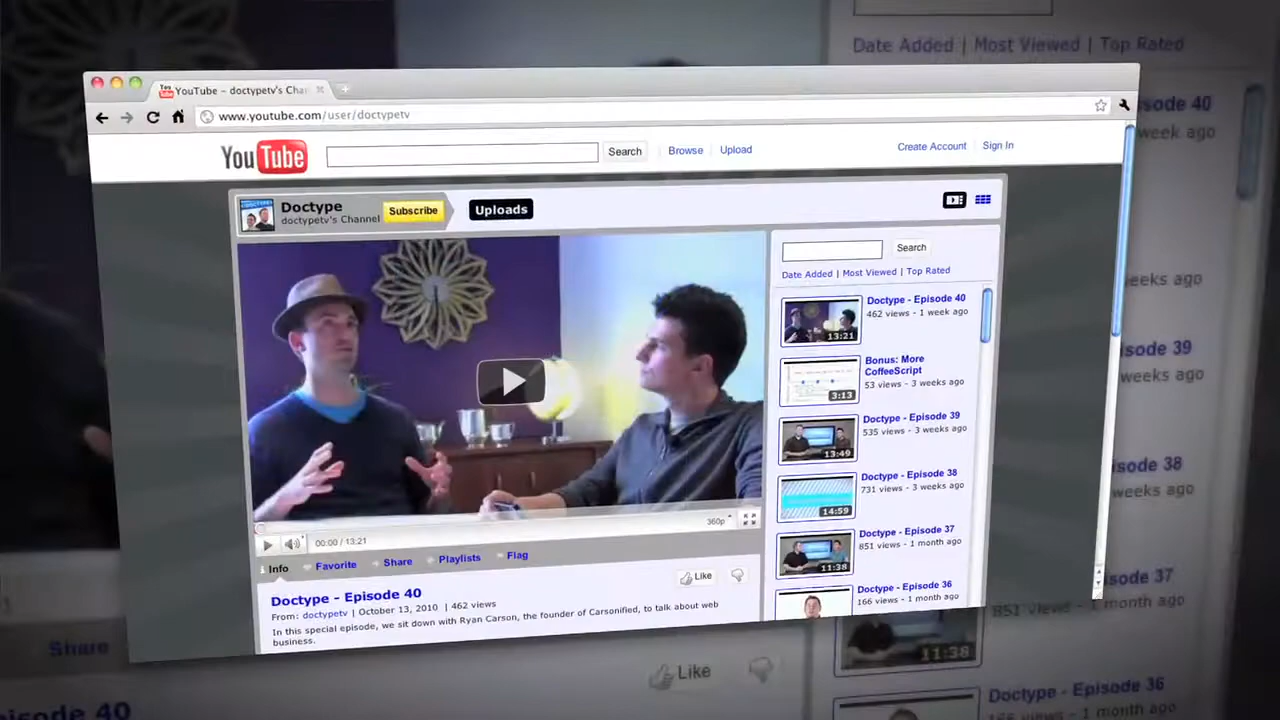 Date Added | Most Viewed | Top Rated
YouTube - doctypetv's Cha
www.youtube.com/user/doctypetv
YouTube
Search
Browse
Upload
Create Account
Sign In
Doctype
doctypetv's Channel
Subscribe
Uploads
Search
Date Added | Most Viewed | Top Rated
Doctype - Episode 40
462 views - 1 week ago
13:21
Bonus: More
CoffeeScript
53 views - 3 weeks ago
3:13
Doctype - Episode 39
535 views - 3 weeks ago
13:49
Doctype - Episode 38
731 views - 3 weeks ago
14:59
Doctype - Episode 37
851 views - 1 month ago
11:38
Doctype - Episode 36
166 views - 1 month ago
360p
00:00 / 13:21
Info
Favorite
Share
Playlists
Flag
Doctype - Episode 40
Like
From: doctypetv | October 13, 2010 | 462 views
In this special episode, we sit down with Ryan Carson, the founder of Carsonified, to talk about web
business.
isode 40
week ago
weeks ago
isode 39
weeks ago
isode 38
weeks ago
isode 37
851 views - 1 month ago
11:38
Doctype - Episode 36
166 views - 1 month ago
Share
Like
isode 40